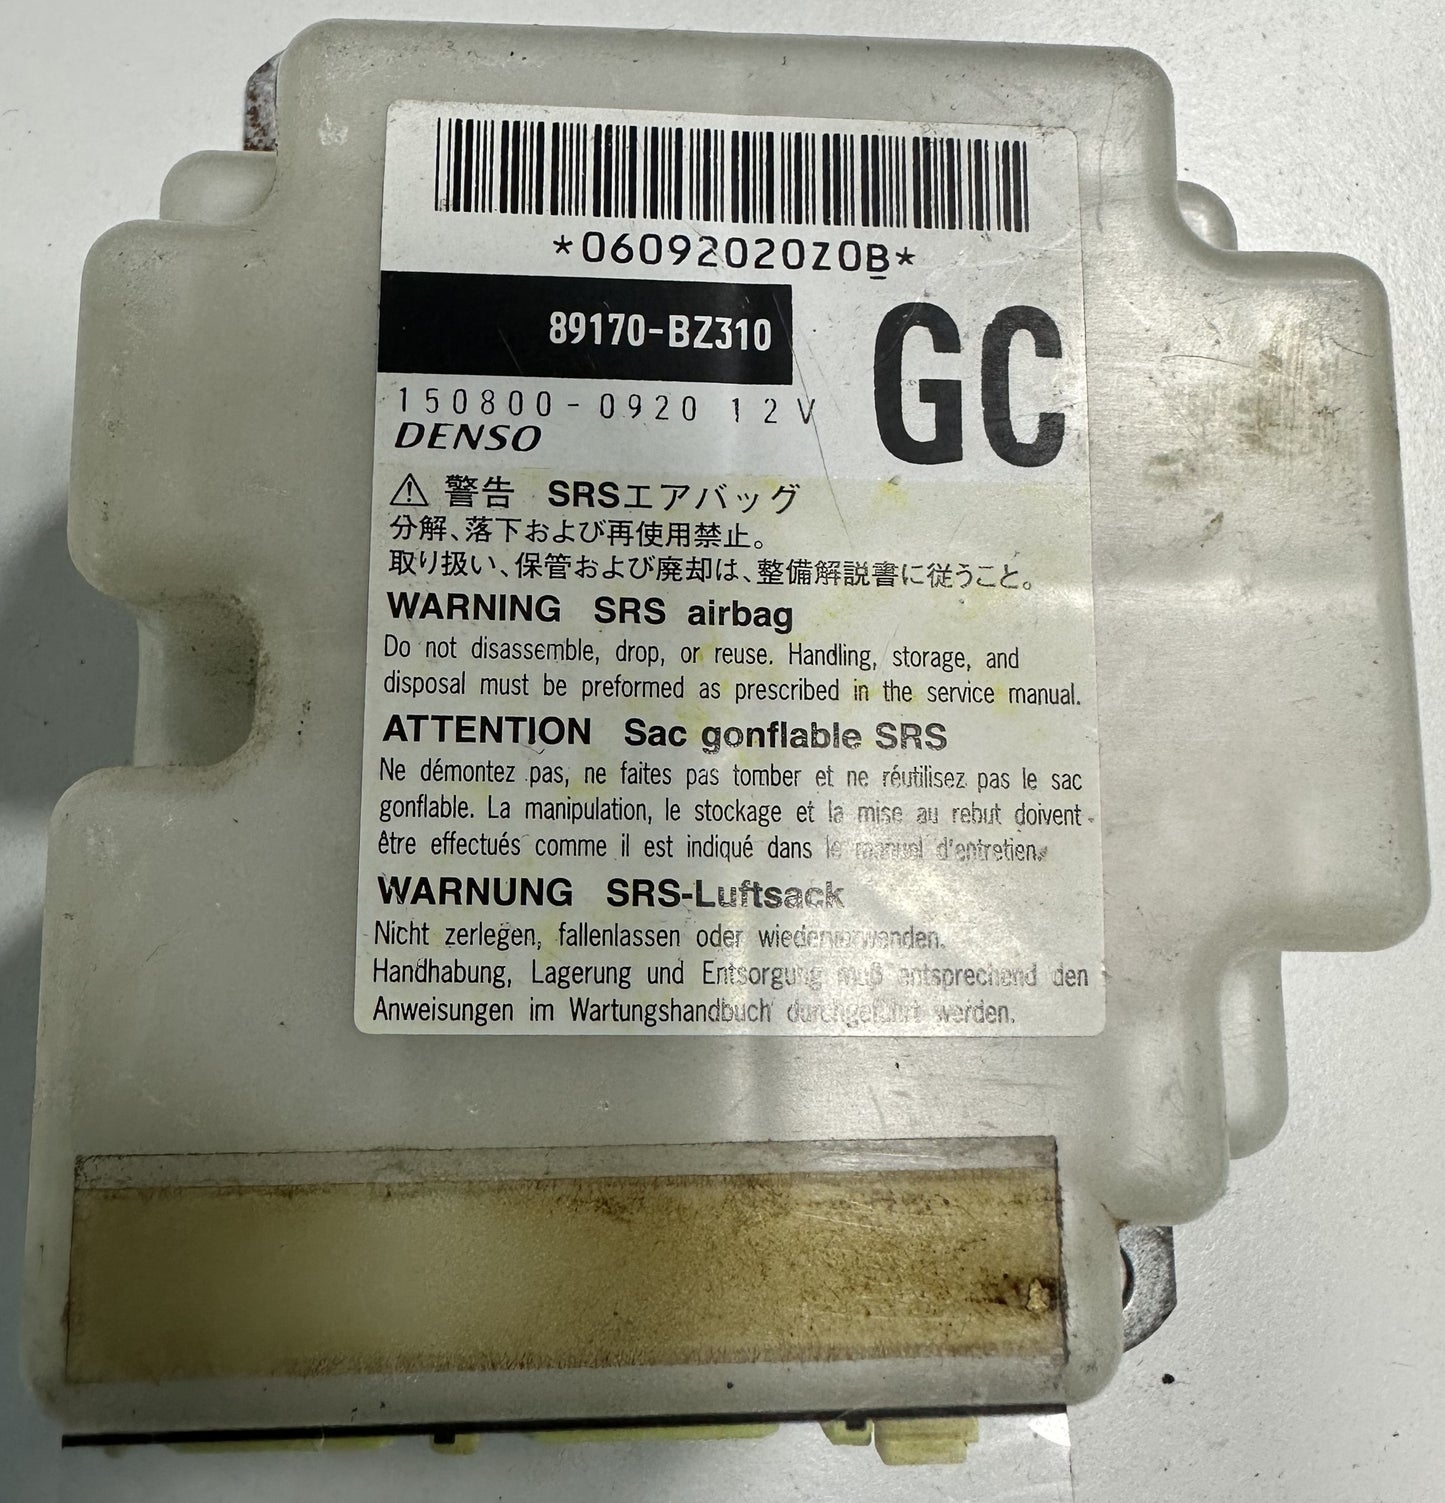 *0609202020Z0B*
89170-BZ310
GC
150800-0920 12V
DENSO
⚠ 警告 SRSエアバッグ
分解、落下および再使用禁止。
取り扱い、保管および廃却は、整備解説書に従うこと。
WARNING SRS airbag
Do not disassemble, drop, or reuse. Handling, storage, and
disposal must be preformed as prescribed in the service manual.
ATTENTION Sac gonflable SRS
Ne démontez pas, ne faites pas tomber et ne réutilisez pas le sac
gonflable. La manipulation, le stockage et la mise au rebut doivent
être effectués comme il est indiqué dans le manuel d'entretien.
WARNUNG SRS-Luftsack
Nicht zerlegen, fallenlassen oder wiederverwenden.
Handhabung, Lagerung und Entsorgung muß entsprechend den
Anweisungen im Wartungshandbuch durchgeführt werden.